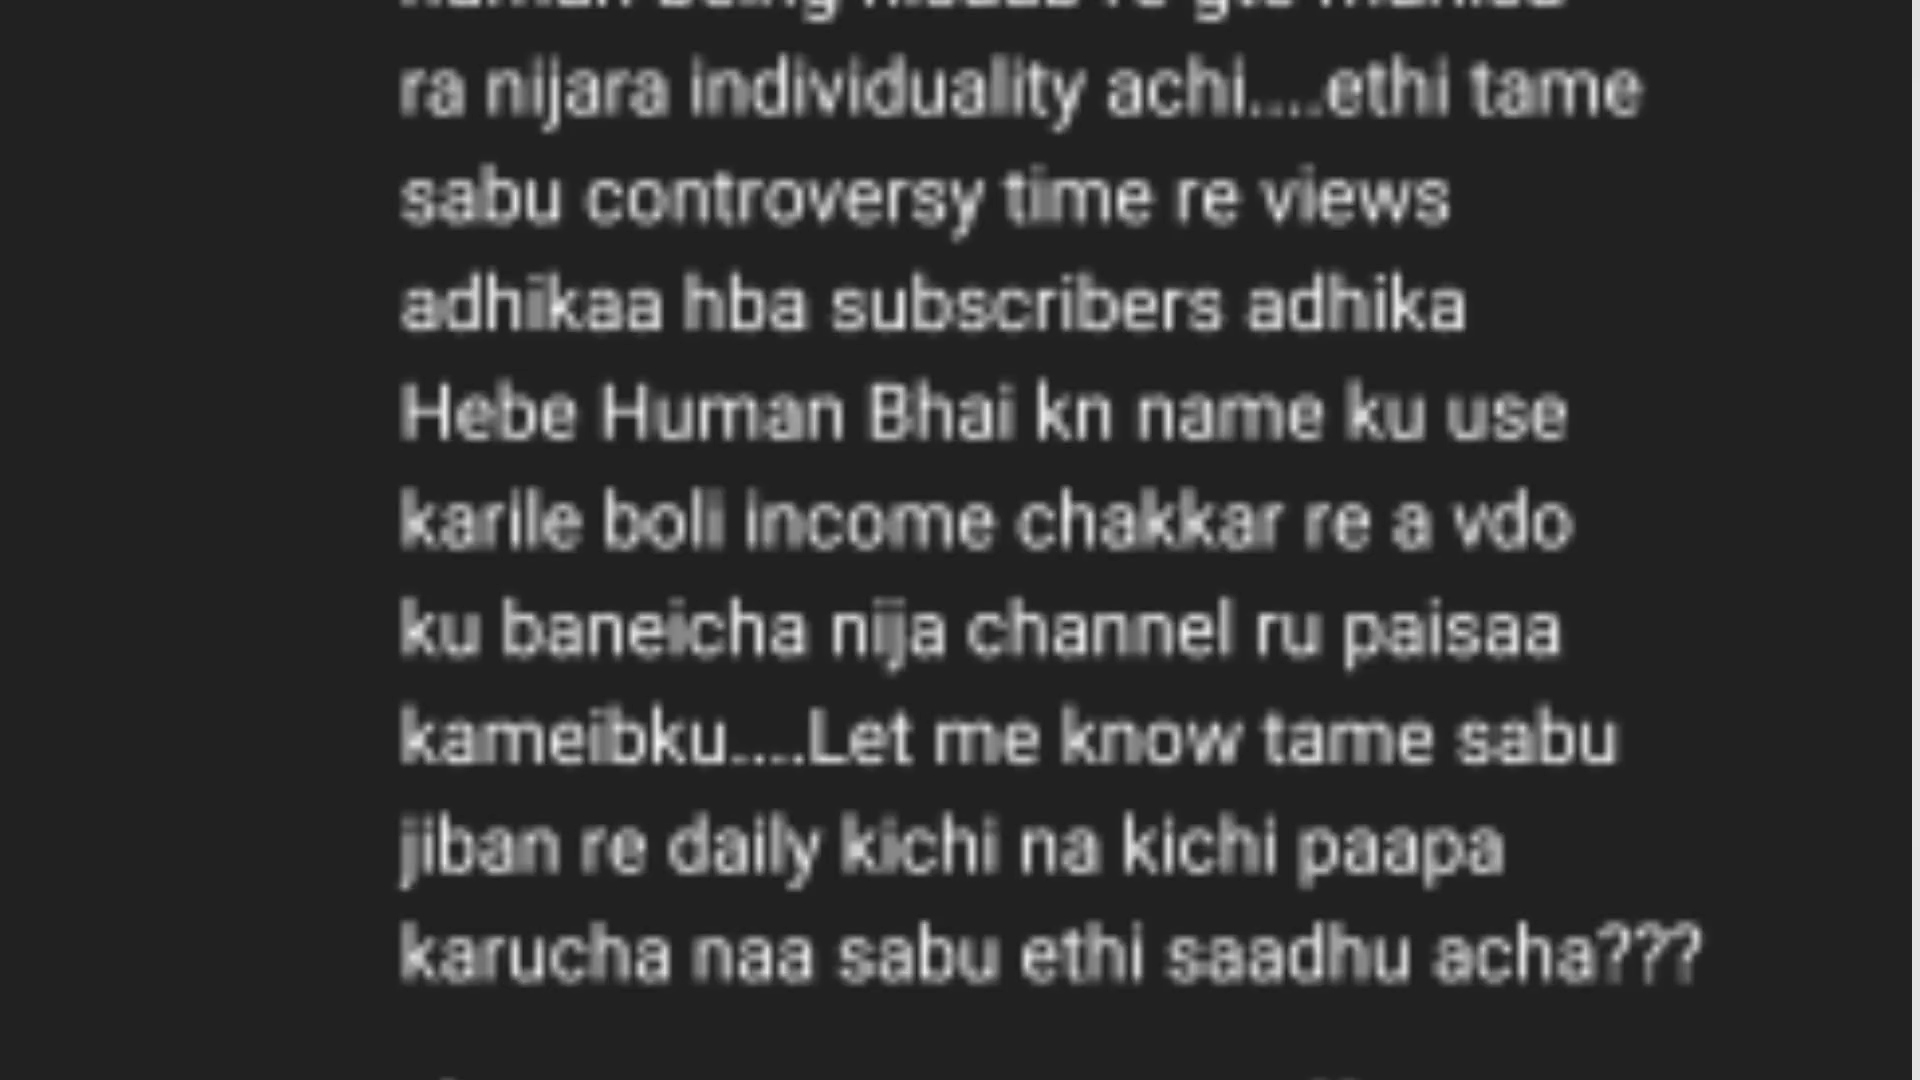 ra nijara individuality achi....ethi tame
sabu controversy time re views
adhikaa hba subscribers adhika
Hebe Human Bhai kn name ku use
karile boli income chakkar re a vdo
ku baneicha nija channel ru paisaa
kameibku....Let me know tame sabu
jiban re daily kichi na kichi paapa
karucha naa sabu ethi saadhu acha???